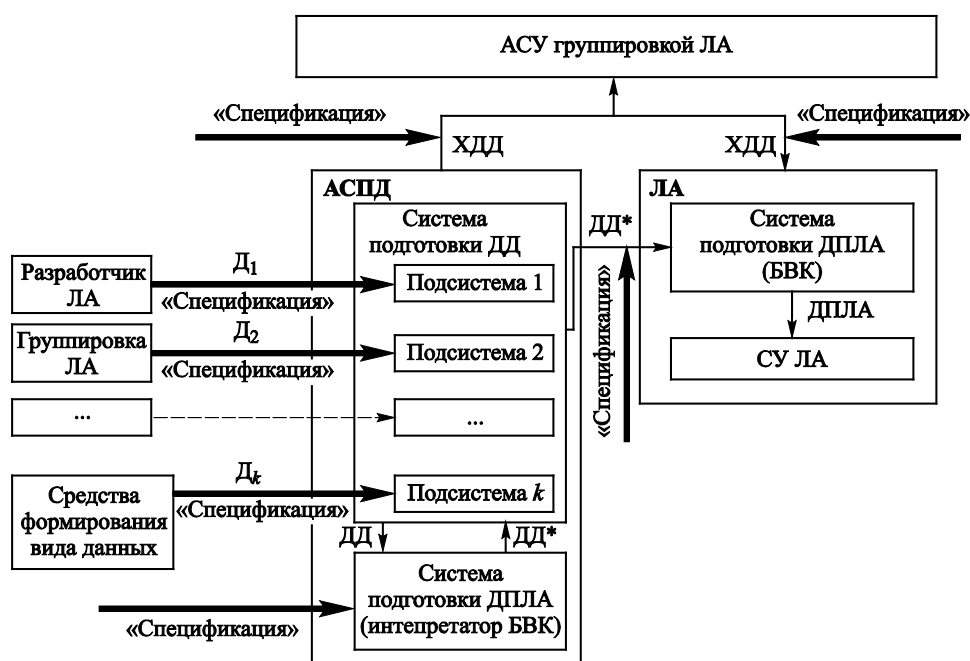 АСУ группировкой ЛА
«Спецификация»
«Спецификация»
ХДД
ХДД
АСПД
ЛА
Система
подготовки ДД
ДД*
Система
подготовки ДПЛА
(БВК)
Разработчик
ЛА
Д1
«Спецификация»
Подсистема 1
«Спецификация»
ДПЛА
Группировка
ЛА
Д2
«Спецификация»
Подсистема 2
СУ ЛА
...
...
Средства
формирования
вида данных
Дk
«Спецификация»
Подсистема k
ДД
ДД*
Система
подготовки ДПЛА
(интепретатор БВК)
«Спецификация»